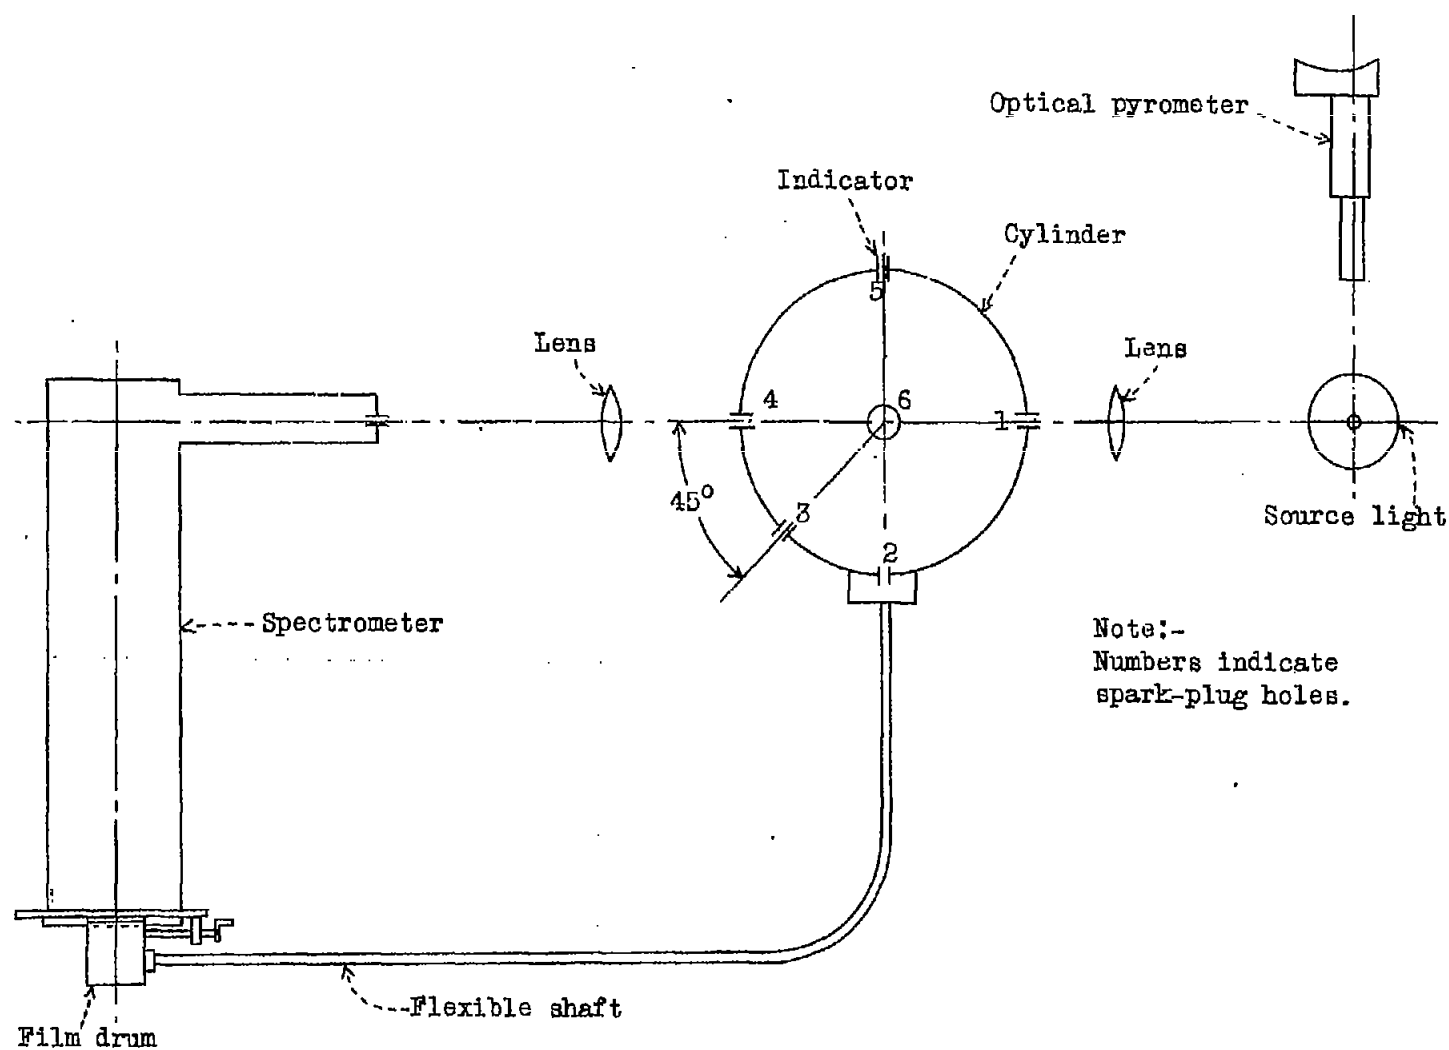 Optical pyrometer
Indicator
Cylinder
Lens
Lens
5
4
6
1
45°
3
2
Source light
Spectrometer
Note:-
Numbers indicate
spark-plug holes.
Flexible shaft
Film drum